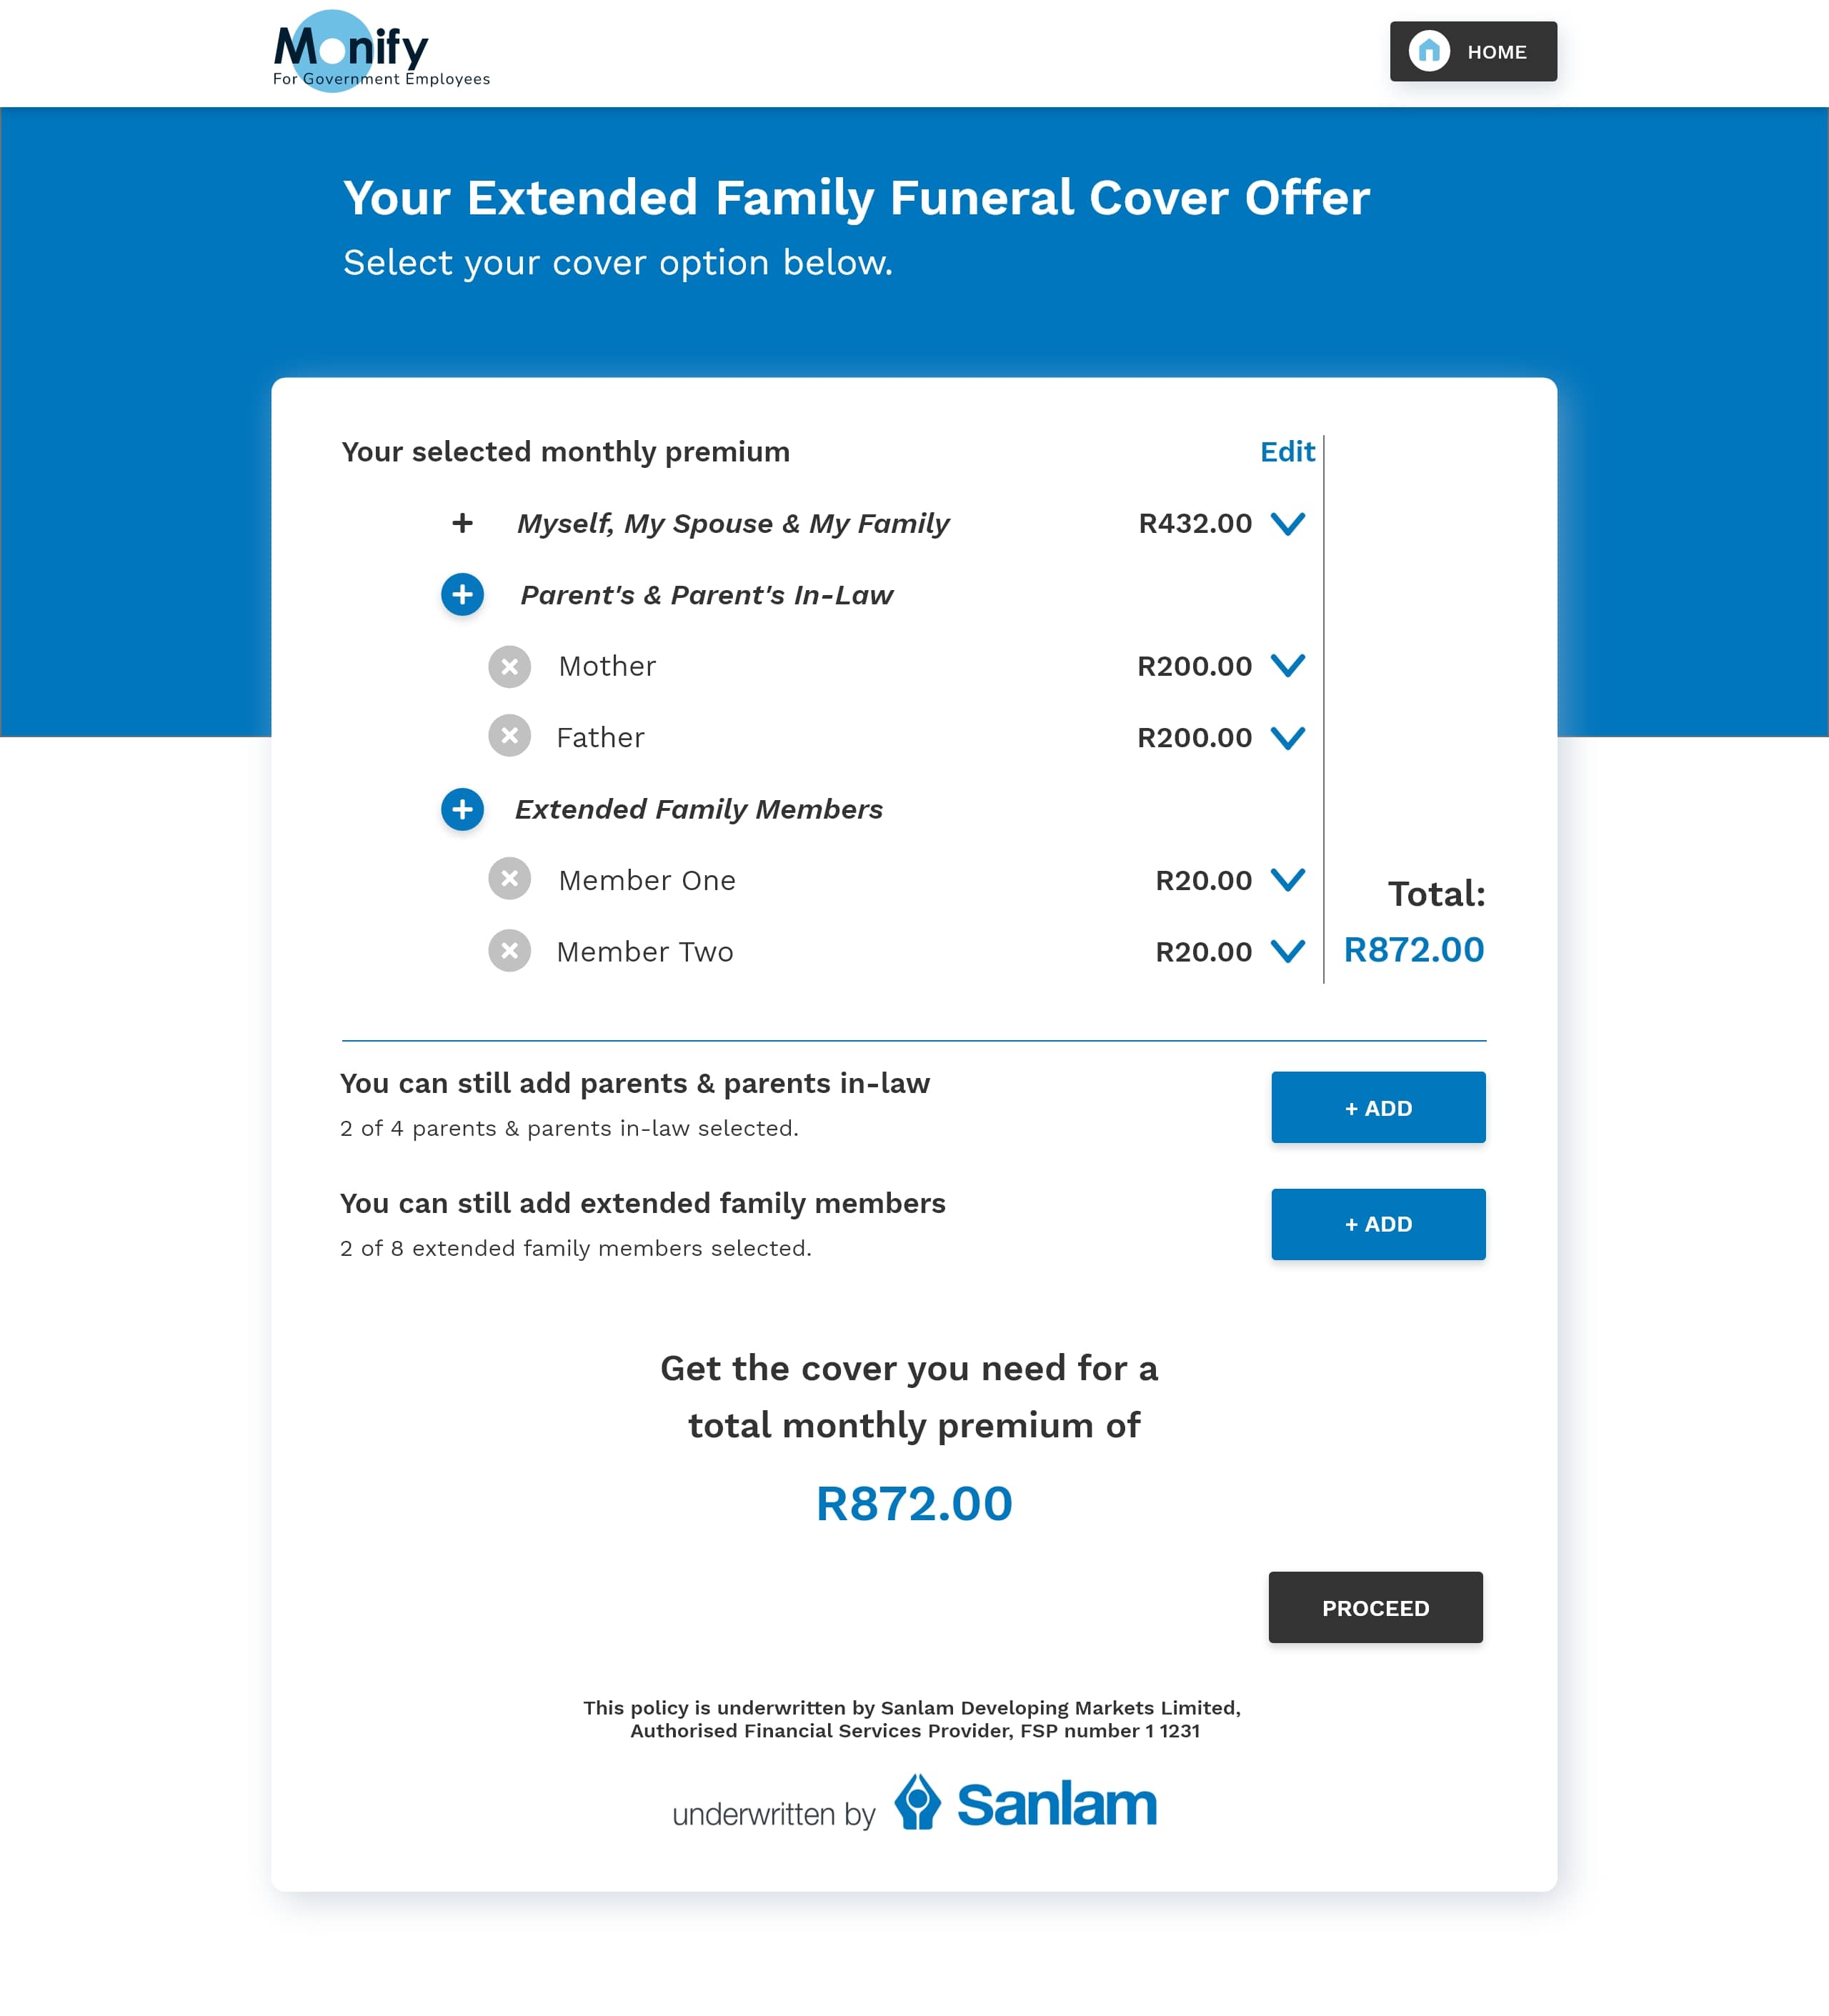 Monify
For Government Employees
HOME
Your Extended Family Funeral Cover Offer
Select your cover option below.
Your selected monthly premium Edit
+ Myself, My Spouse & My Family R432.00
+ Parent's & Parent's In-Law
Mother R200.00
Father R200.00
+ Extended Family Members
Member One R20.00
Member Two R20.00
Total:
R872.00
You can still add parents & parents in-law
2 of 4 parents & parents in-law selected.
+ ADD
You can still add extended family members
2 of 8 extended family members selected.
+ ADD
Get the cover you need for a
total monthly premium of
R872.00
PROCEED
This policy is underwritten by Sanlam Developing Markets Limited,
Authorised Financial Services Provider, FSP number 1 1231
underwritten by Sanlam